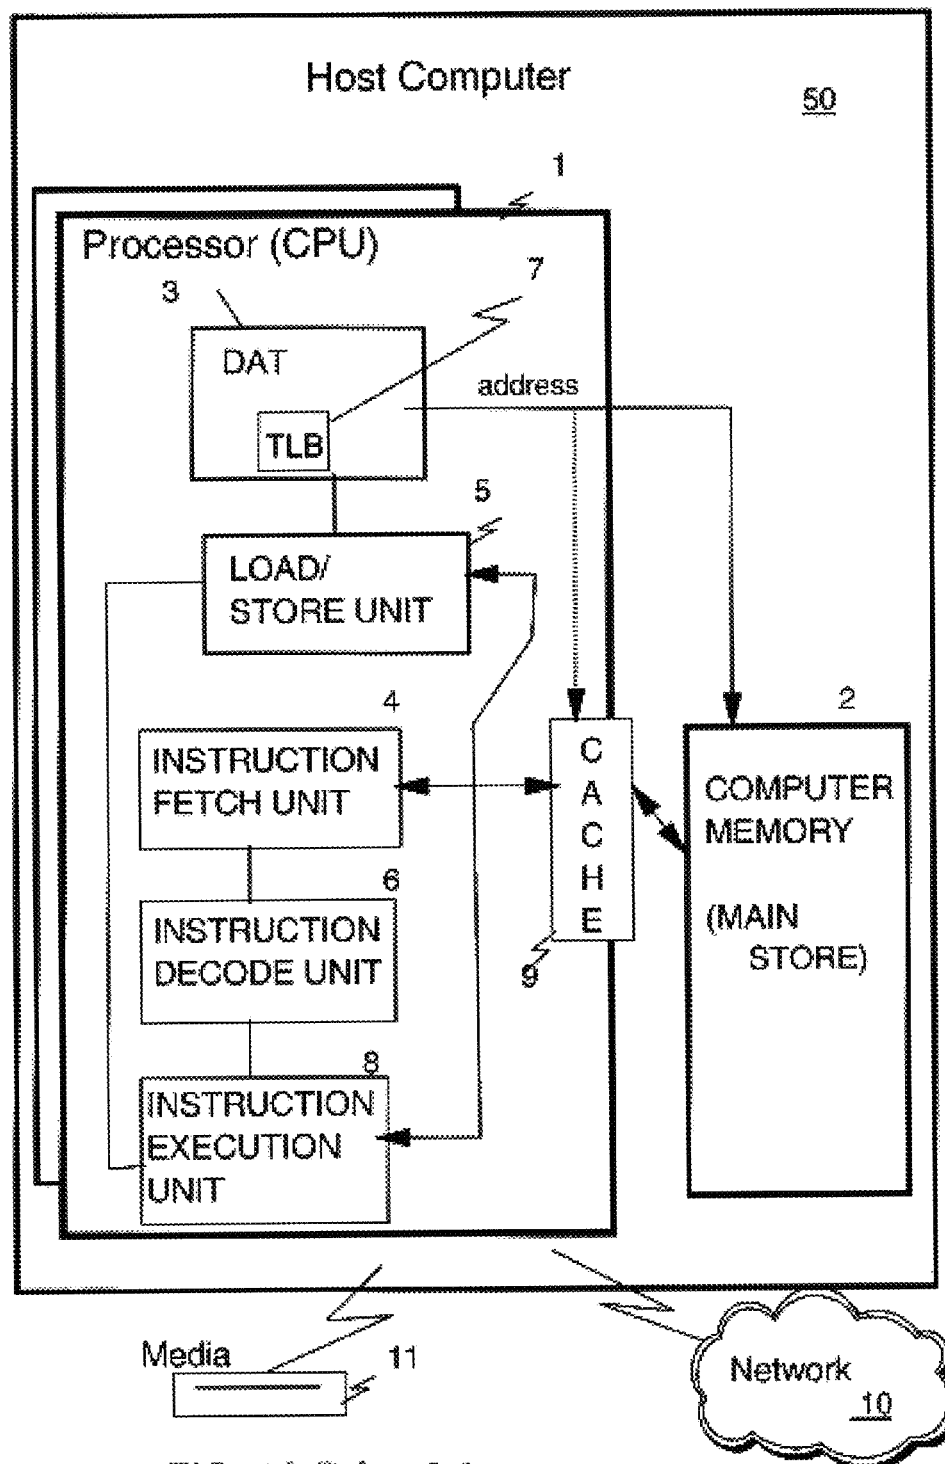 Host Computer
50
1
Processor (CPU)
3
7
DAT
address
TLB
5
LOAD/
STORE UNIT
4
2
INSTRUCTION
FETCH UNIT
C
A
C
H
E
COMPUTER
MEMORY
(MAIN
STORE)
6
INSTRUCTION
DECODE UNIT
9
8
INSTRUCTION
EXECUTION
UNIT
Media
11
Network
10